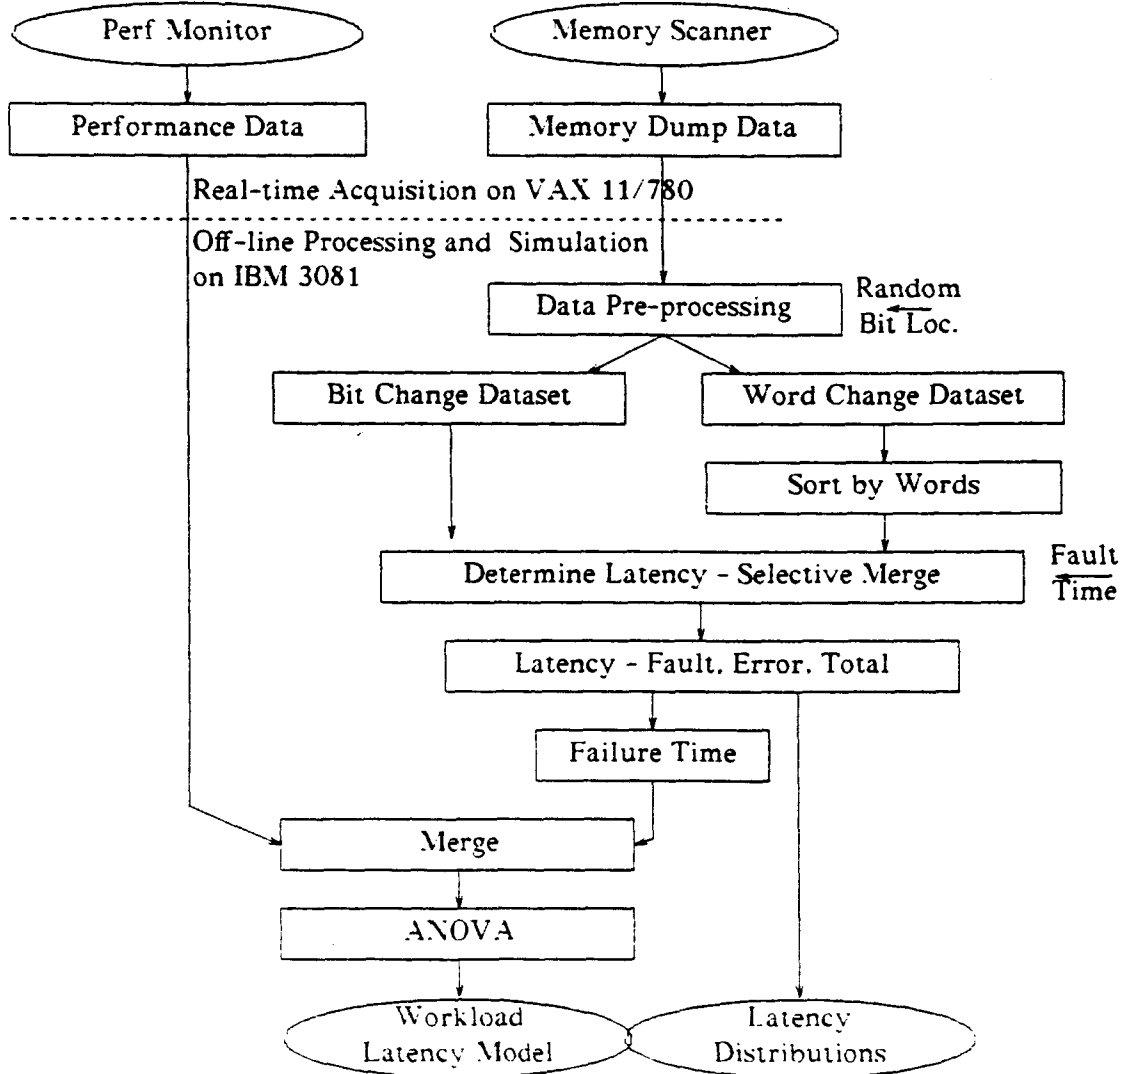 Perf Monitor
Memory Scanner
Performance Data
Memory Dump Data
Real-time Acquisition on VAX 11/780
Off-line Processing and Simulation
on IBM 3081
Data Pre-processing
Random
Bit Loc.
Bit Change Dataset
Word Change Dataset
Sort by Words
Determine Latency - Selective Merge
Fault
Time
Latency - Fault, Error, Total
Failure Time
Merge
ANOVA
Workload
Latency Model
Latency
Distributions